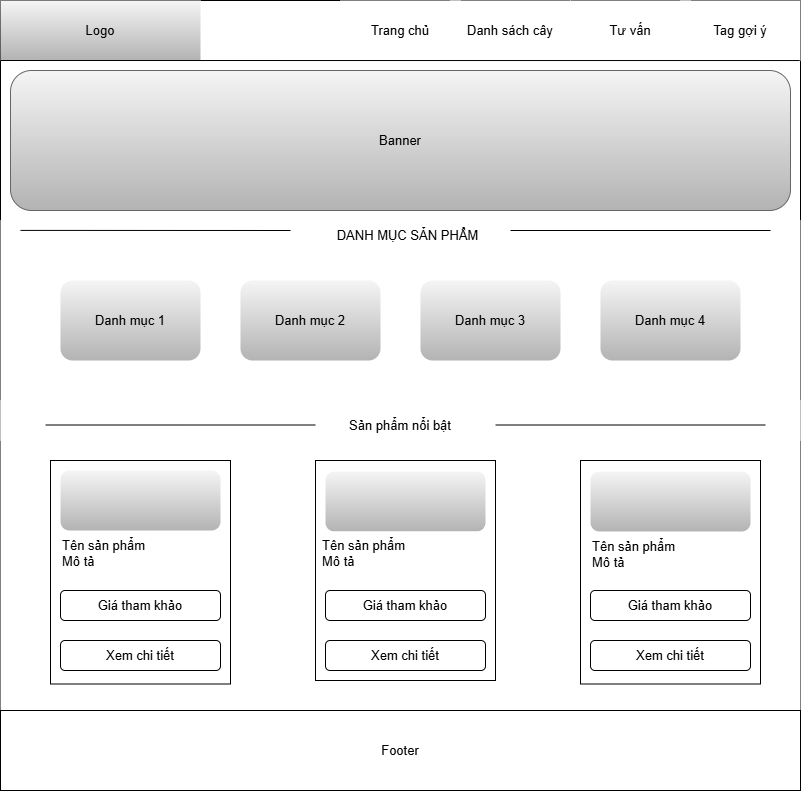 Logo
Trang chủ
Danh sách cây
Tư vấn
Tag gợi ý
Banner
DANH MỤC SẢN PHẨM
Danh mục 1
Danh mục 2
Danh mục 3
Danh mục 4
Sản phẩm nổi bật
Tên sản phẩm
Mô tả
Giá tham khảo
Xem chi tiết
Tên sản phẩm
Mô tả
Giá tham khảo
Xem chi tiết
Tên sản phẩm
Mô tả
Giá tham khảo
Xem chi tiết
Footer